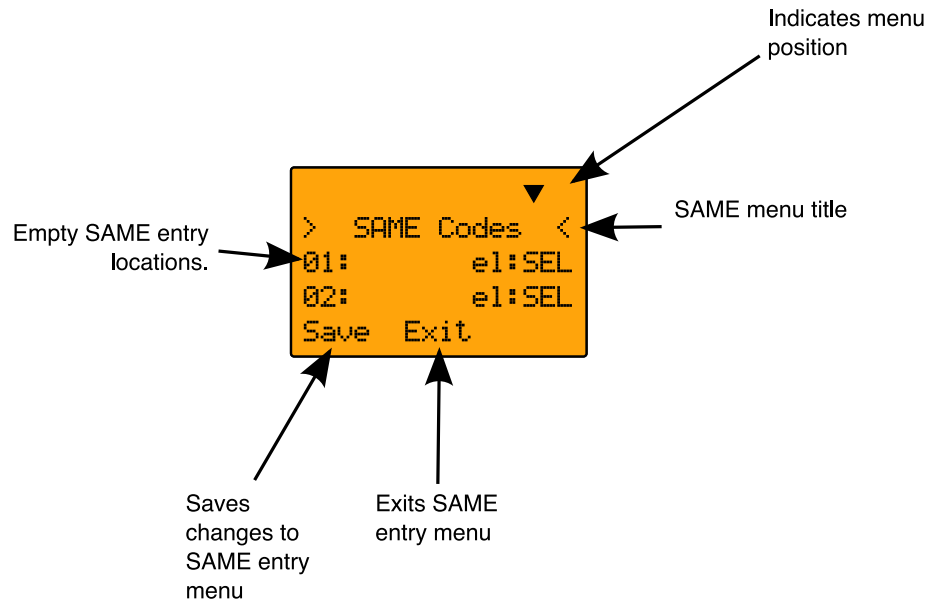 Indicates menu
position
▼
> SAME Codes <
SAME menu title
Empty SAME entry
locations.
01: el:SEL
02: el:SEL
Save Exit
Saves
changes to
SAME entry
menu
Exits SAME
entry menu